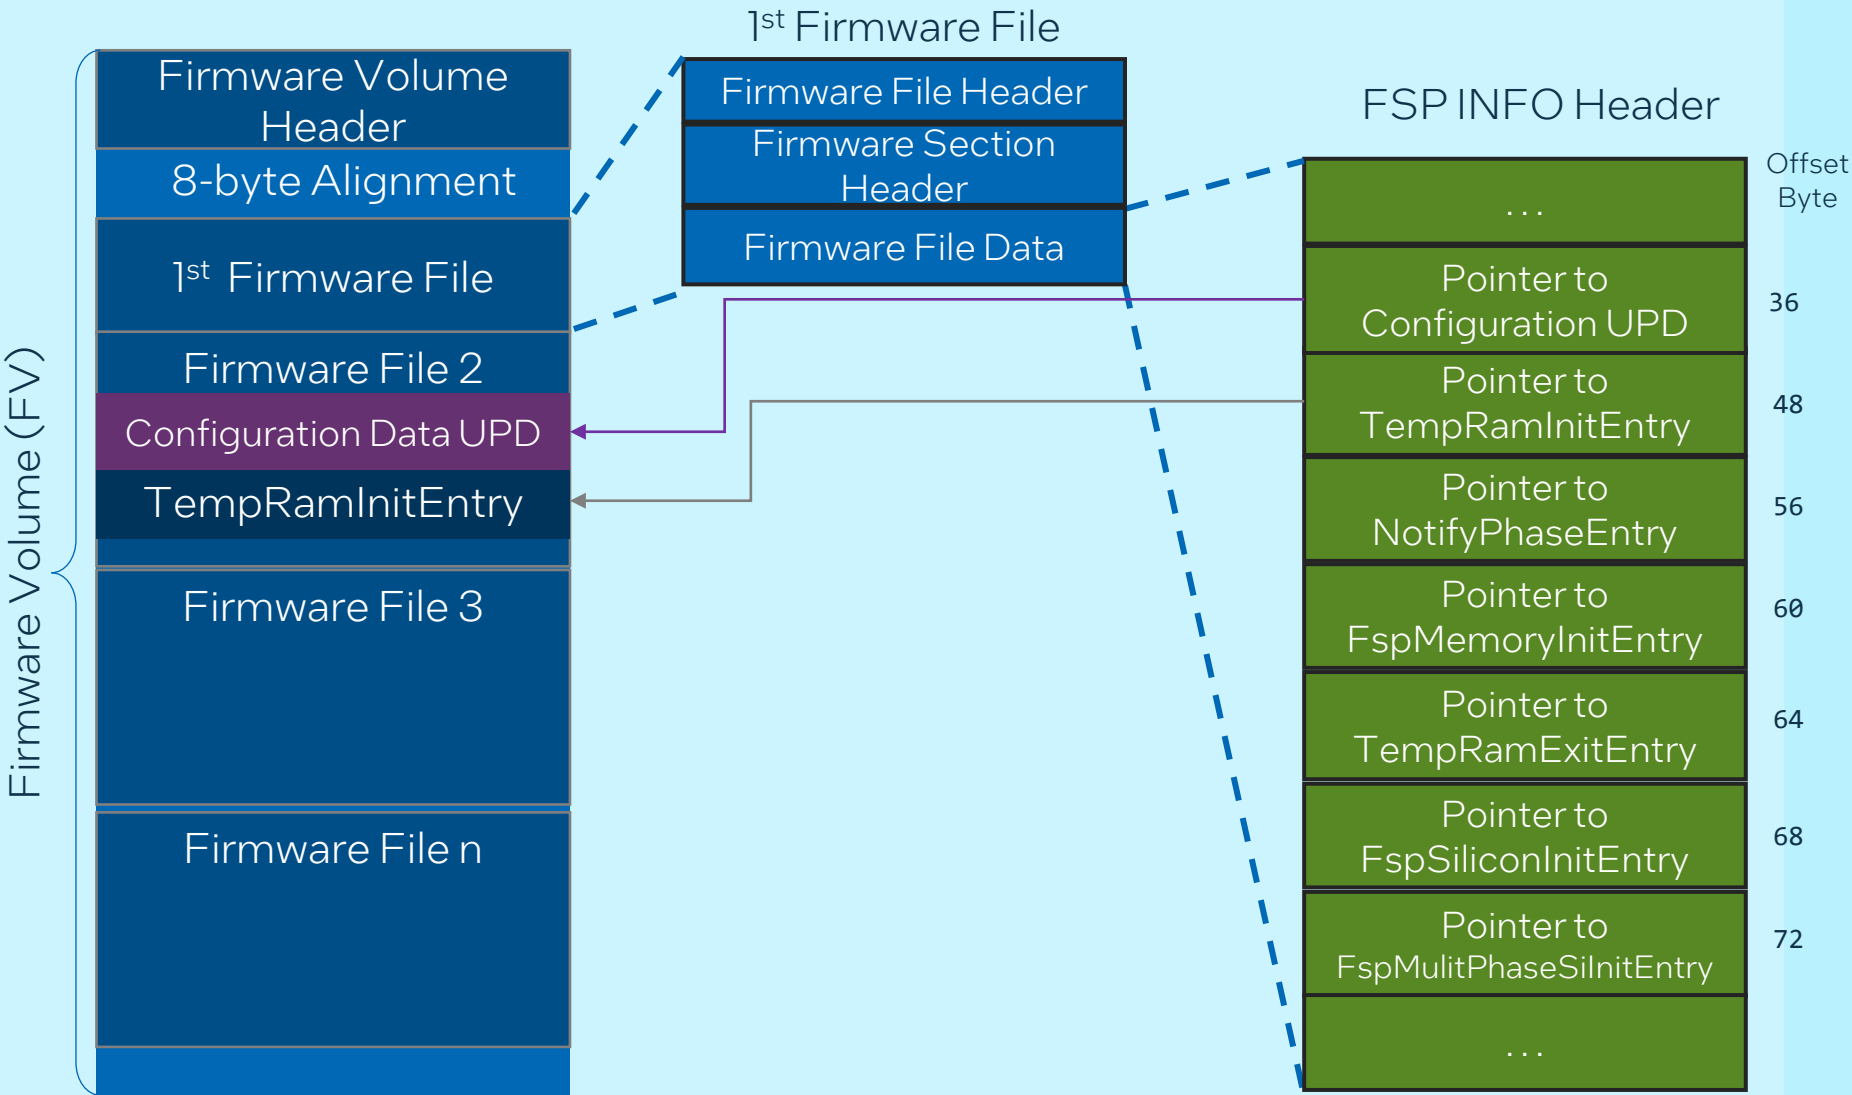 Firmware Volume (FV)
Firmware Volume
Header
8-byte Alignment
1st Firmware File
Firmware File 2
Configuration Data UPD
TempRamInitEntry
Firmware File 3
Firmware File n
1st Firmware File
Firmware File Header
Firmware Section
Header
Firmware File Data
FSP INFO Header
Offset
Byte
...
Pointer to
Configuration UPD
36
Pointer to
TempRamInitEntry
48
Pointer to
NotifyPhaseEntry
56
Pointer to
FspMemoryInitEntry
60
Pointer to
TempRamExitEntry
64
Pointer to
FspSiliconInitEntry
68
Pointer to
FspMulitPhaseSiInitEntry
72
...